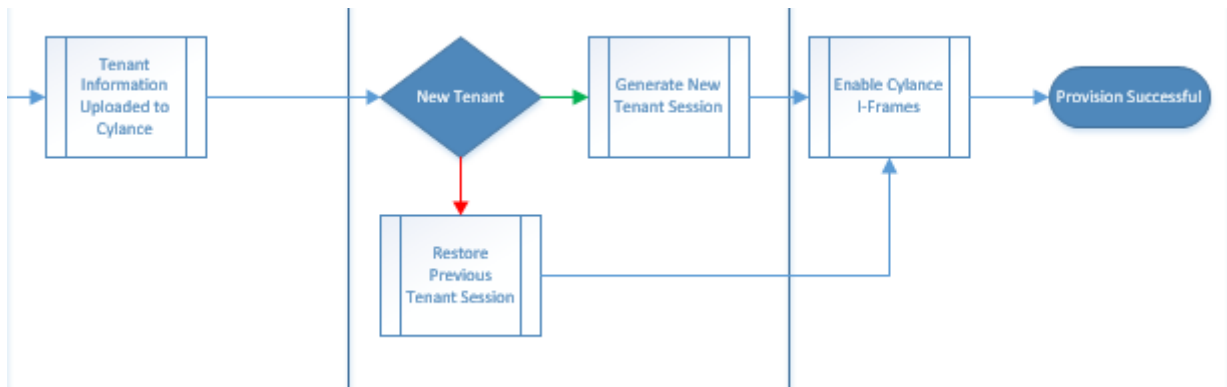 Tenant
Information
Uploaded to
Cylance
New Tenant
Generate New
Tenant Session
Enable Cylance
I-Frames
Provision Successful
Restore
Previous
Tenant Session